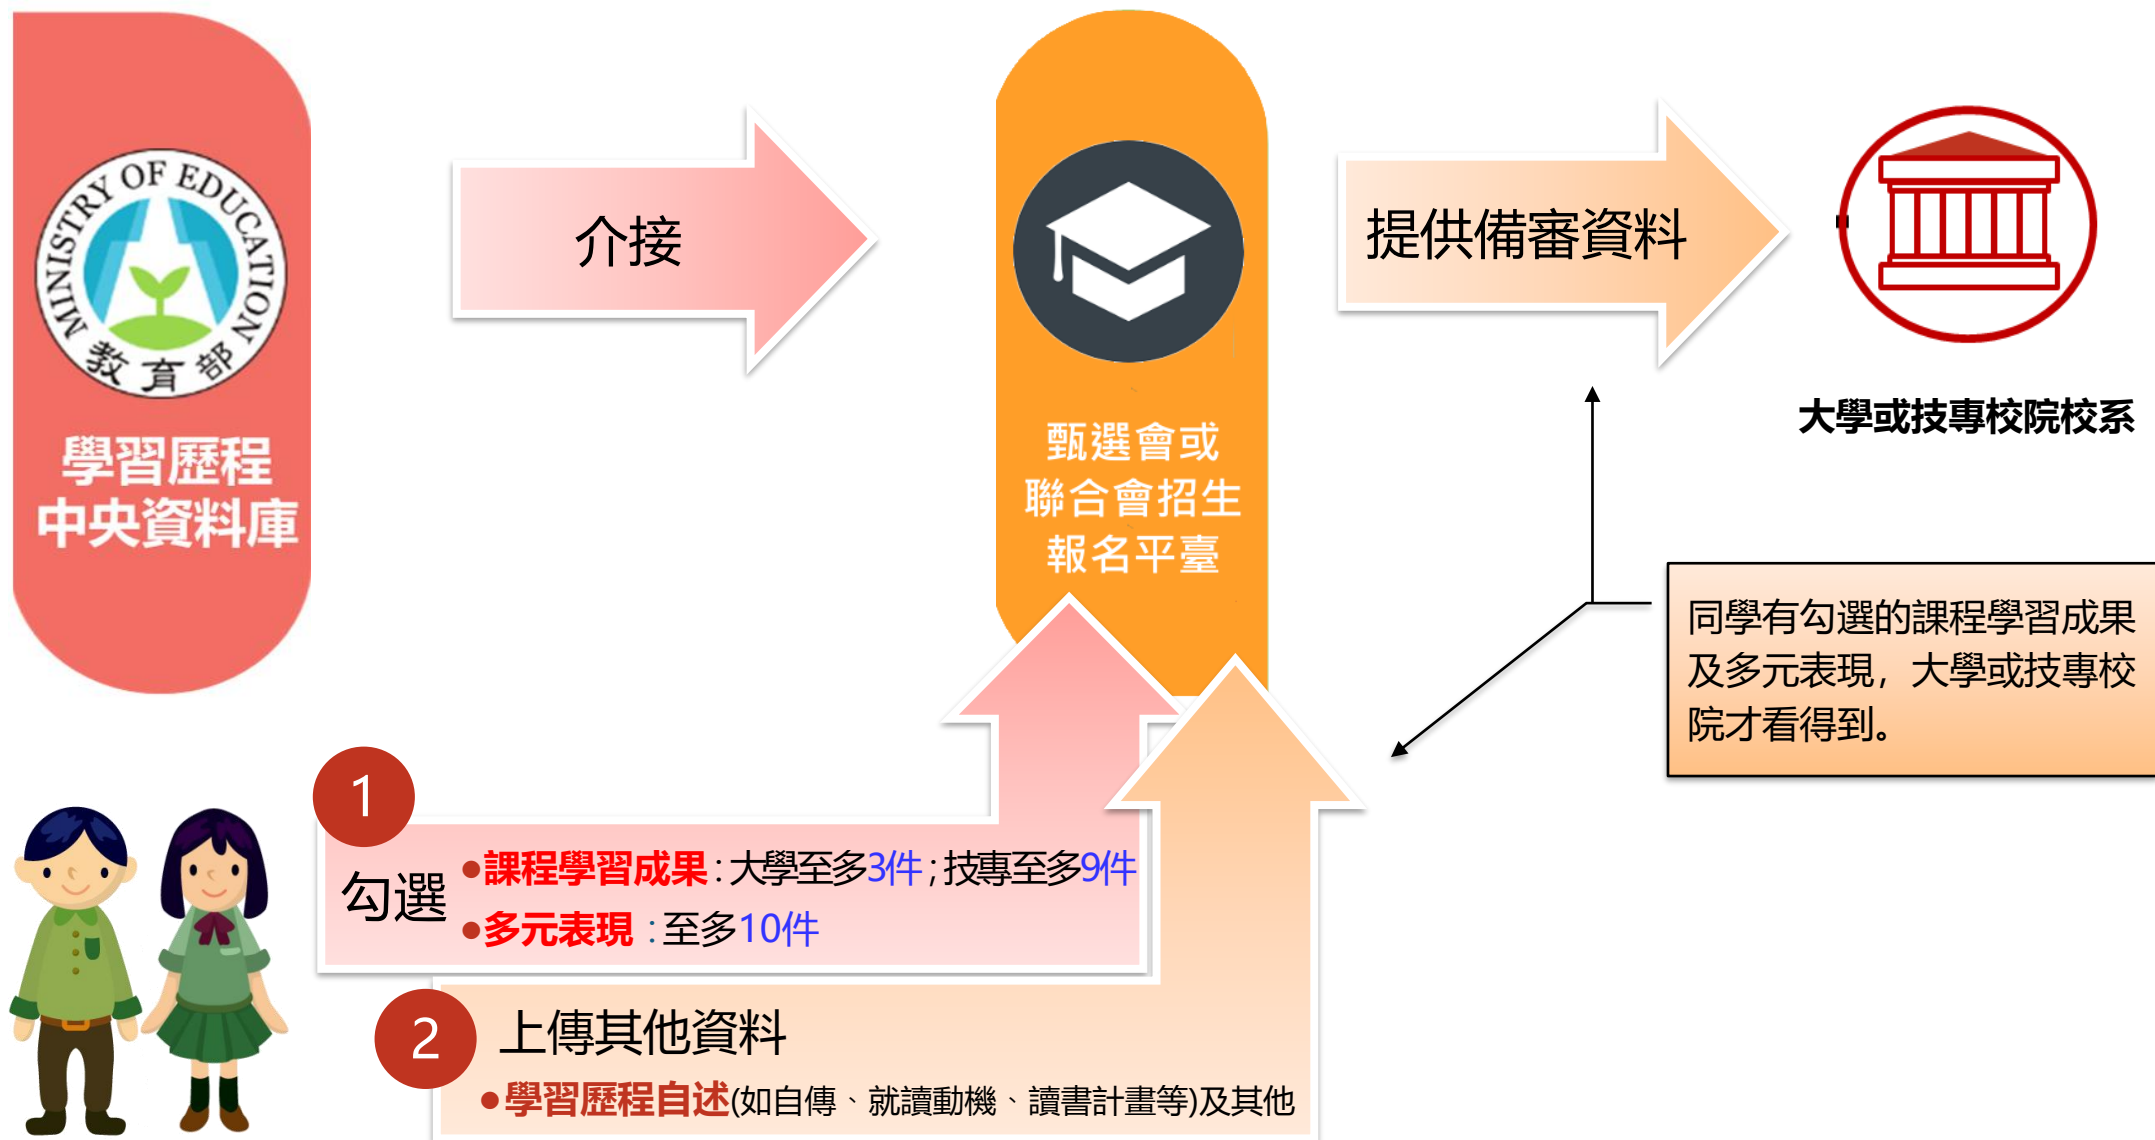 MINISTRY OF EDUCATION
教育部
學習歷程
中央資料庫
介接
甄選會或
聯合會招生
報名平臺
提供備審資料
大學或技專校院校系
同學有勾選的課程學習成果
及多元表現，大學或技專校
院才看得到。
1
勾選
●課程學習成果：大學至多3件；技專至多9件
●多元表現：至多10件
2
上傳其他資料
●學習歷程自述(如自傳、就讀動機、讀書計畫等)及其他